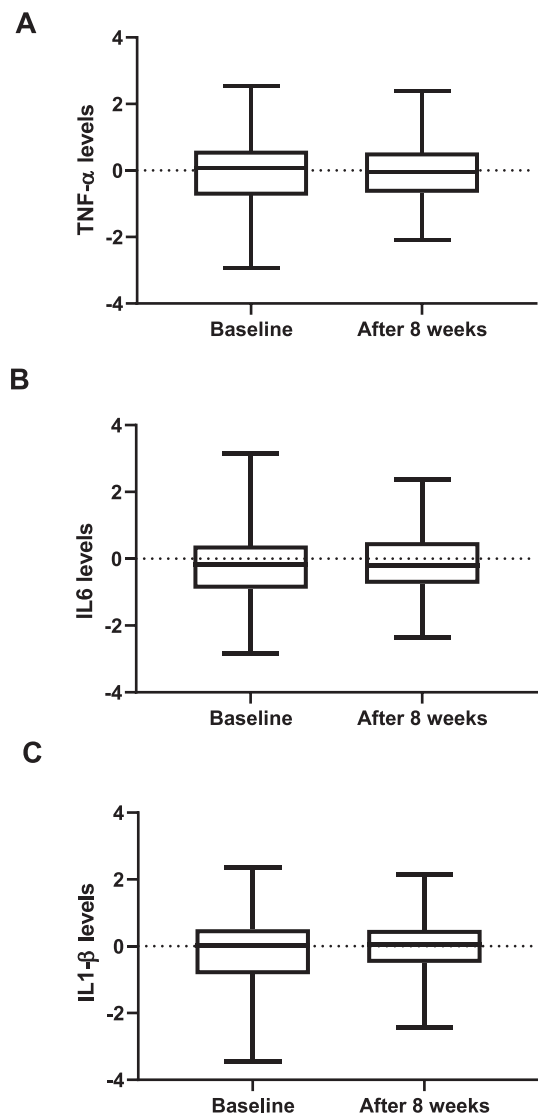 A
4
2
0
-2
-4
TNF-α levels
Baseline
After 8 weeks
B
4
2
0
-2
-4
IL6 levels
Baseline
After 8 weeks
C
4
2
0
-2
-4
IL1-β levels
Baseline
After 8 weeks